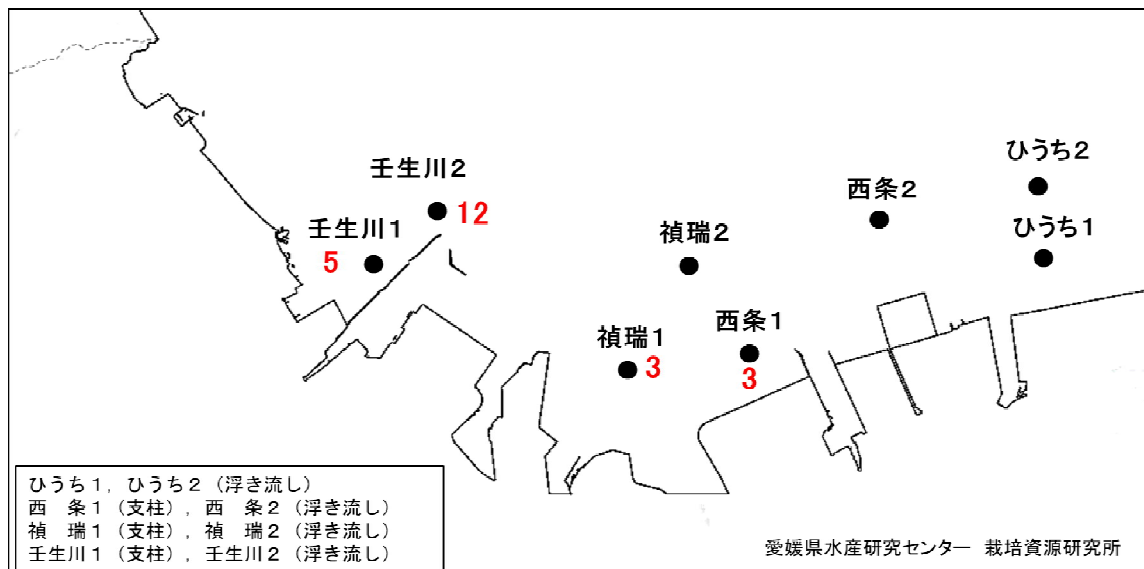 ひうち2
壬生川2
西条2
12
壬生川1
ひうち1
禎瑞2
5
西条1
禎瑞1
3
3
ひうち1，ひうち2（浮き流し）
西　条1（支柱），西　条2（浮き流し）
禎　瑞1（支柱），禎　瑞2（浮き流し）
壬生川1（支柱），壬生川2（浮き流し）
愛媛県水産研究センター　栽培資源研究所